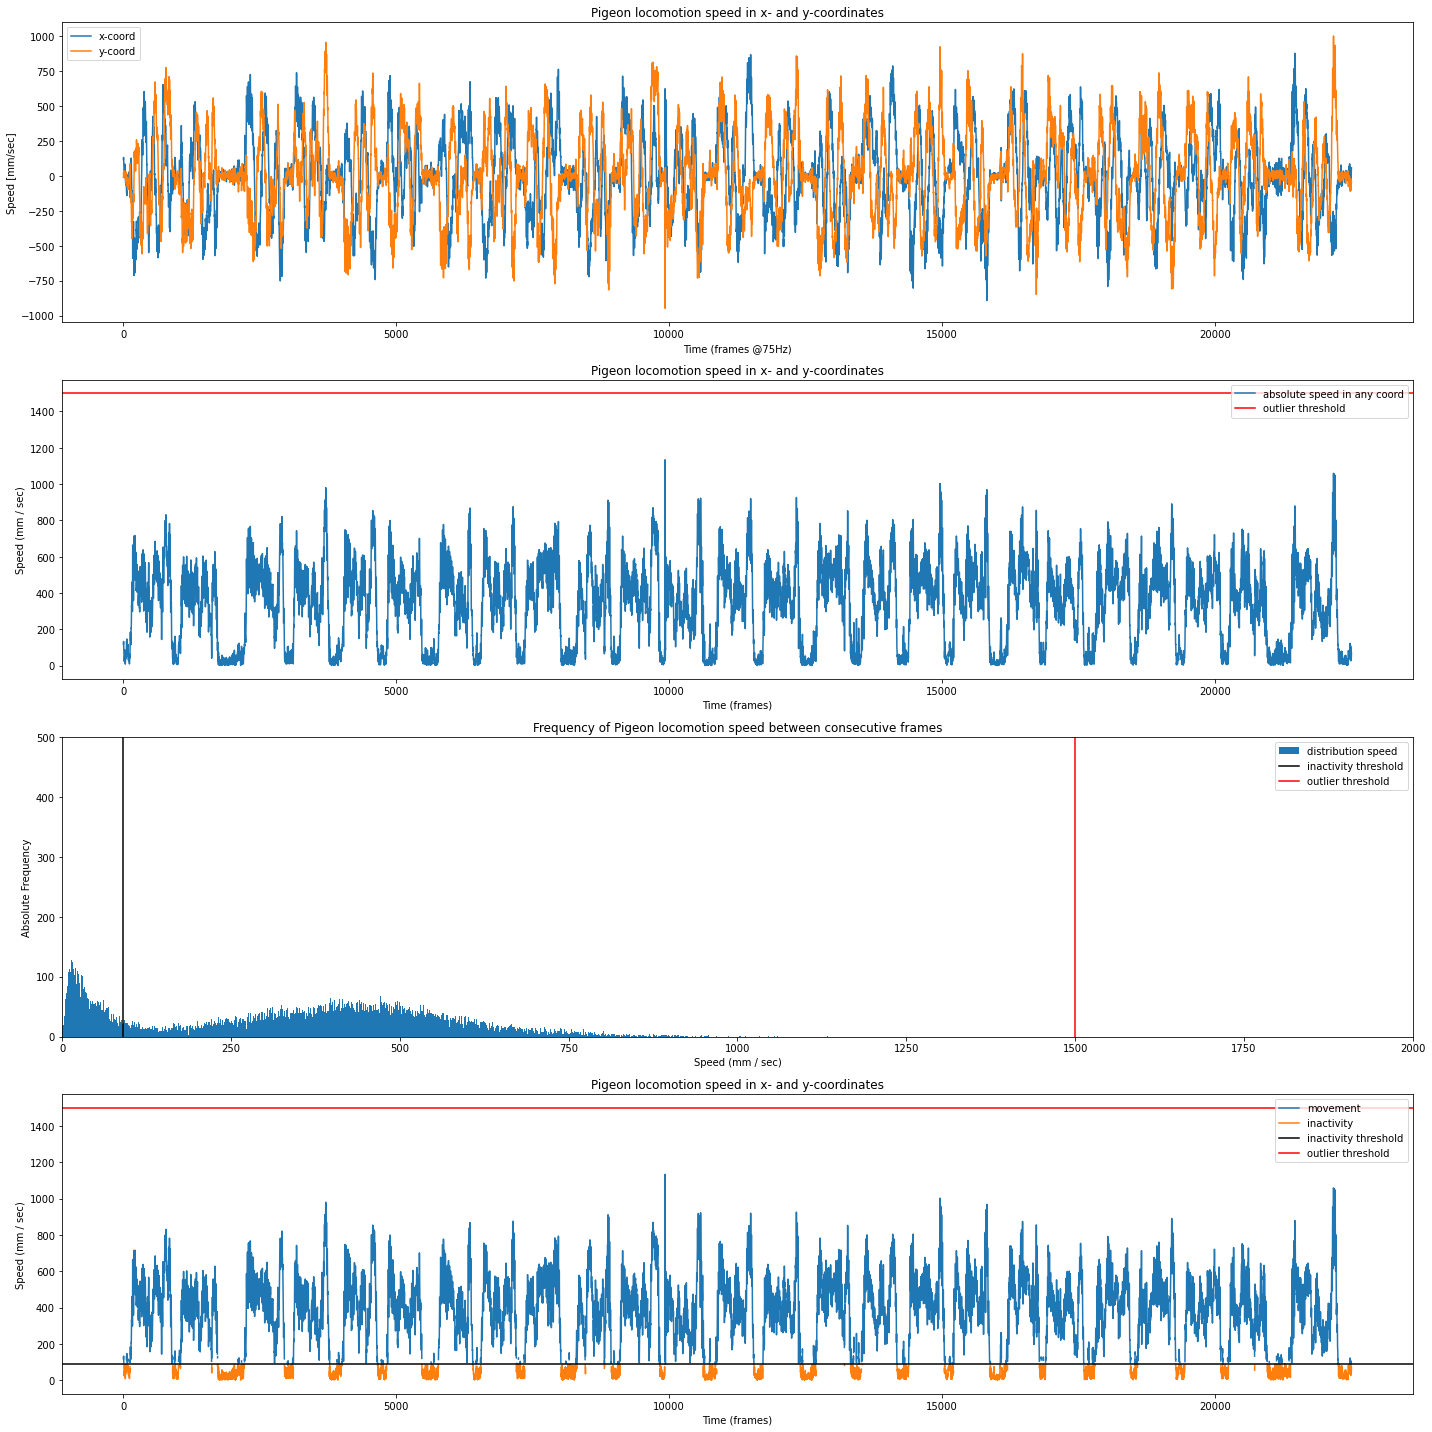 Pigeon locomotion speed in x- and y-coordinates
x-coord
y-coord
1000
750
500
250
0
−250
−500
−750
−1000
Speed [mm/sec]
0 5000 10000 15000 20000
Time (frames @75Hz)
Pigeon locomotion speed in x- and y-coordinates
absolute speed in any coord
outlier threshold
1400
1200
1000
800
600
400
200
0
Speed (mm / sec)
0 5000 10000 15000 20000
Time (frames)
Frequency of Pigeon locomotion speed between consecutive frames
distribution speed
inactivity threshold
outlier threshold
500
400
300
200
100
0
Absolute Frequency
0 250 500 750 1000 1250 1500 1750 2000
Speed (mm / sec)
Pigeon locomotion speed in x- and y-coordinates
movement
inactivity
inactivity threshold
outlier threshold
1400
1200
1000
800
600
400
200
0
Speed (mm / sec)
0 5000 10000 15000 20000
Time (frames)